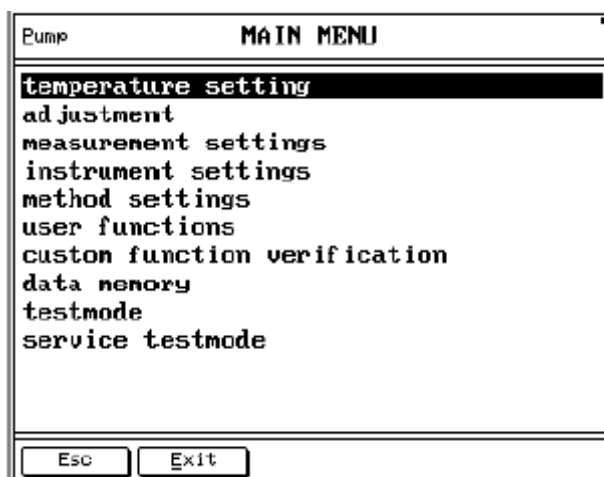 Pump MAIN MENU
temperature setting
adjustment
measurement settings
instrument settings
method settings
user functions
custom function verification
data memory
testmode
service testmode
Esc Exit